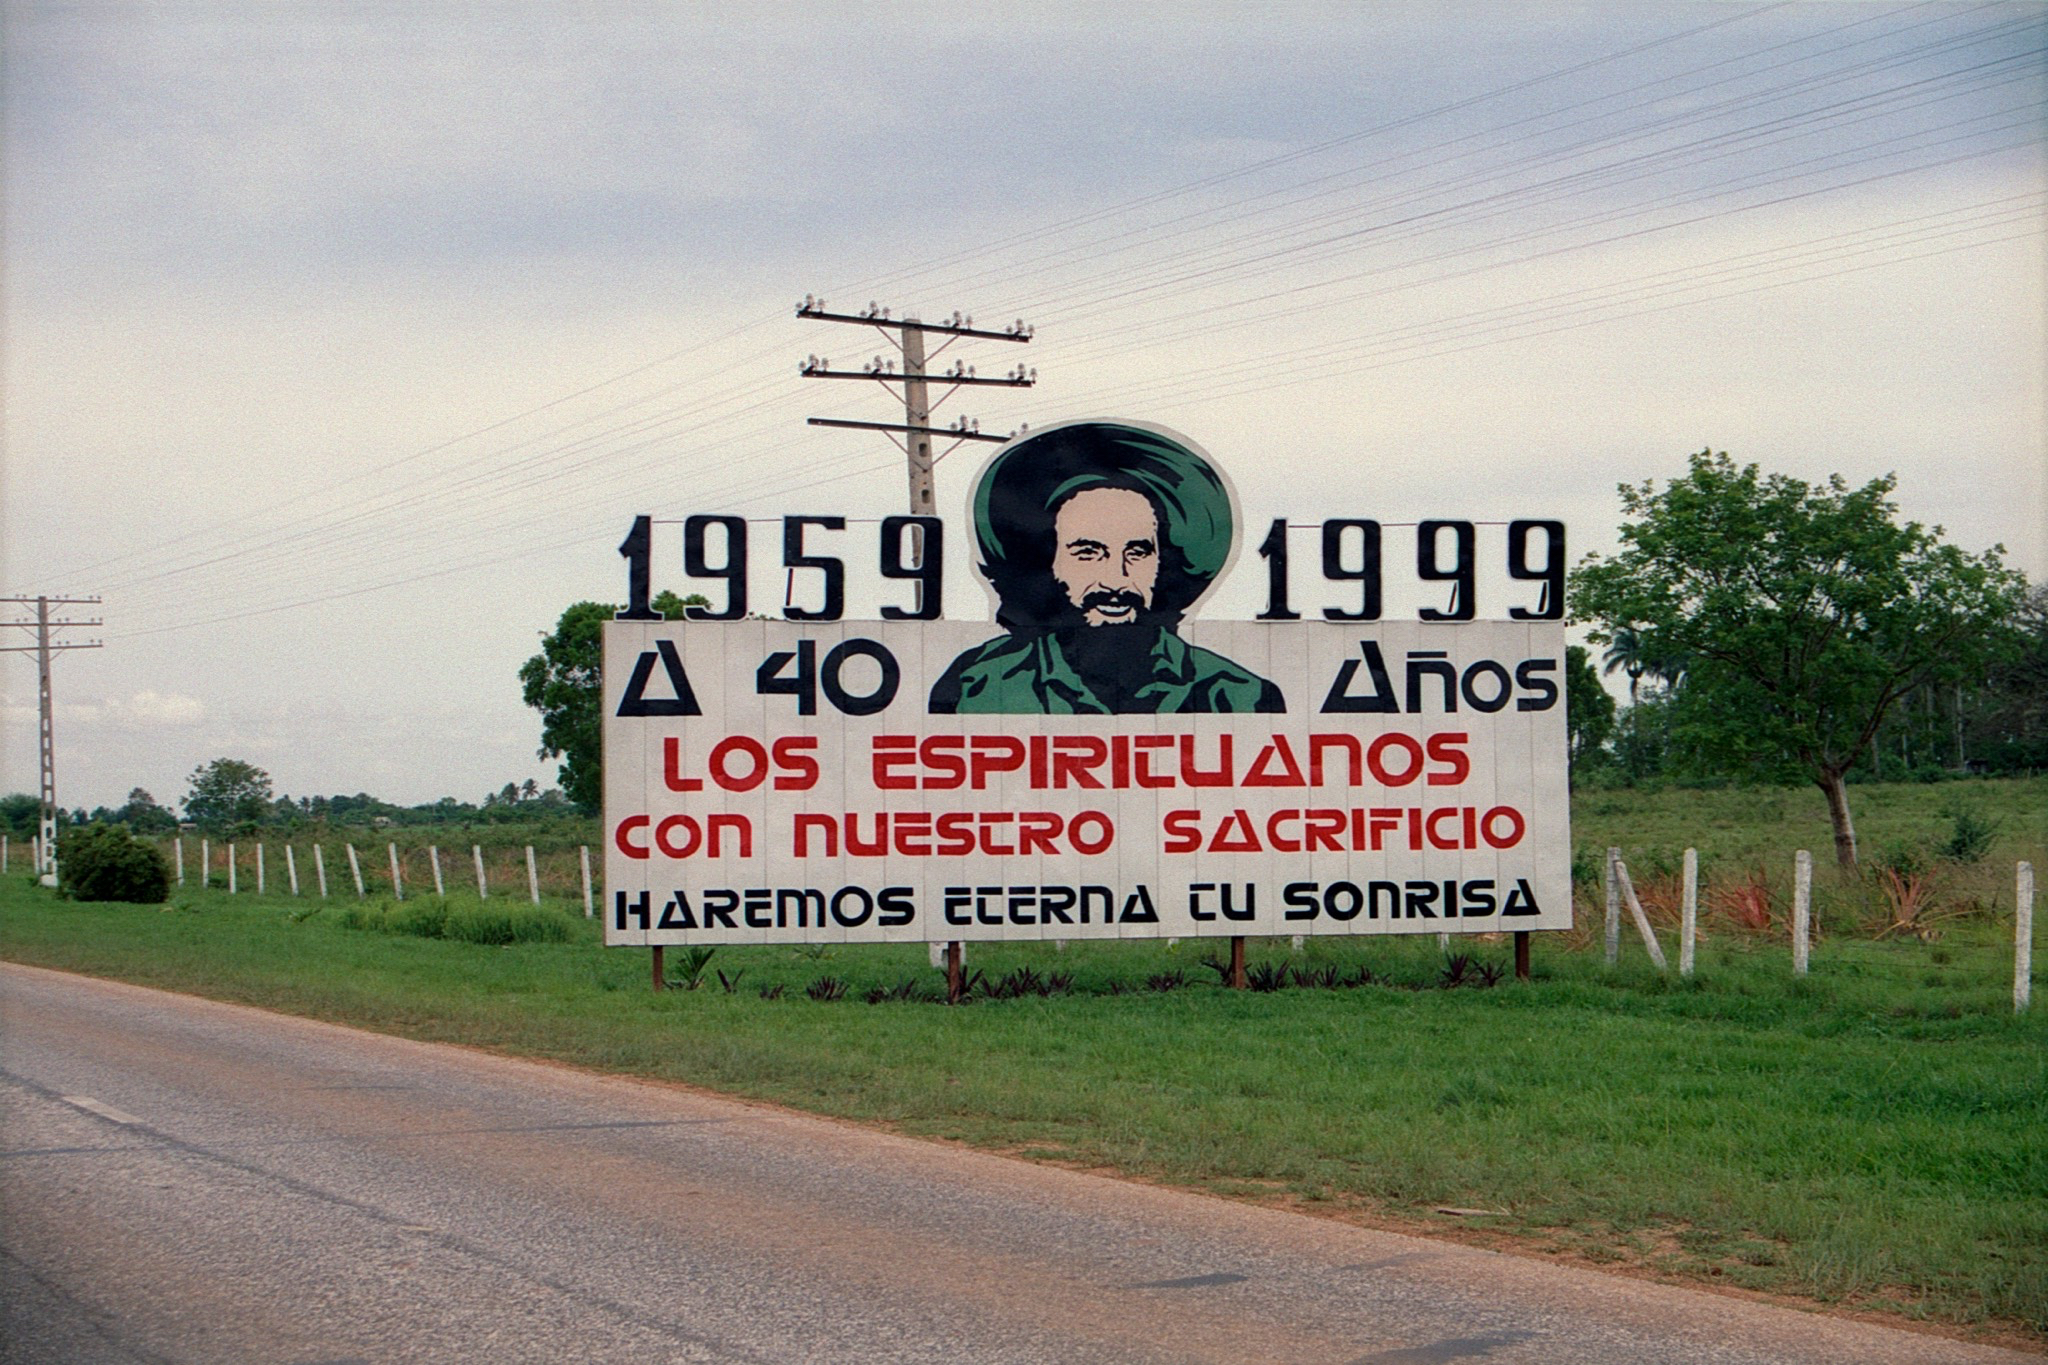 1959 1999
A 40 AÑOS
LOS ESPIRITUANOS
CON NUESTRO SACRIFICIO
HAREMOS ETERNA TU SONRISA